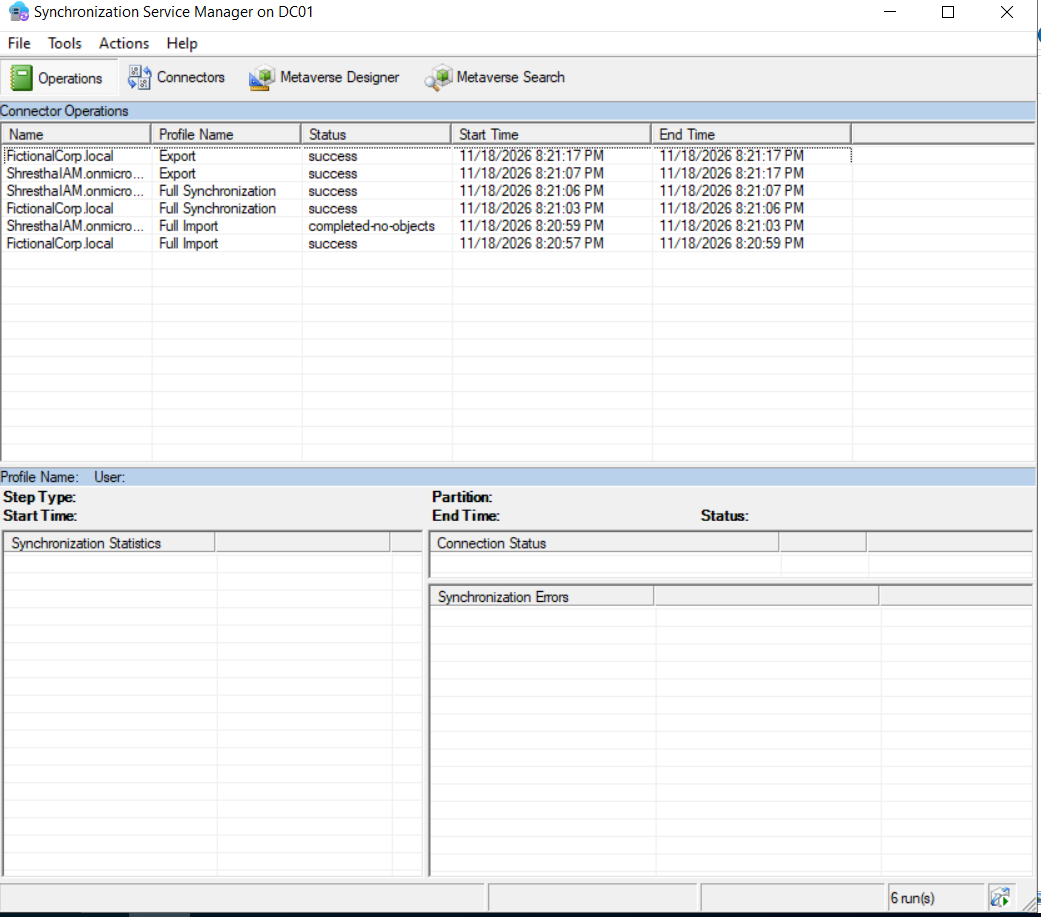 Synchronization Service Manager on DC01
File Tools Actions Help
Operations Connectors Metaverse Designer Metaverse Search
Connector Operations
Name Profile Name Status Start Time End Time
FictionalCorp.local Export success 11/18/2026 8:21:17 PM 11/18/2026 8:21:17 PM
ShresthaIAM.onmicro... Export success 11/18/2026 8:21:07 PM 11/18/2026 8:21:17 PM
ShresthaIAM.onmicro... Full Synchronization success 11/18/2026 8:21:06 PM 11/18/2026 8:21:07 PM
FictionalCorp.local Full Synchronization success 11/18/2026 8:21:03 PM 11/18/2026 8:21:06 PM
ShresthaIAM.onmicro... Full Import completed-no-objects 11/18/2026 8:20:59 PM 11/18/2026 8:21:03 PM
FictionalCorp.local Full Import success 11/18/2026 8:20:57 PM 11/18/2026 8:20:59 PM
Profile Name: User:
Step Type: Partition:
Start Time: End Time: Status:
Synchronization Statistics Connection Status
Synchronization Errors
6 run(s)